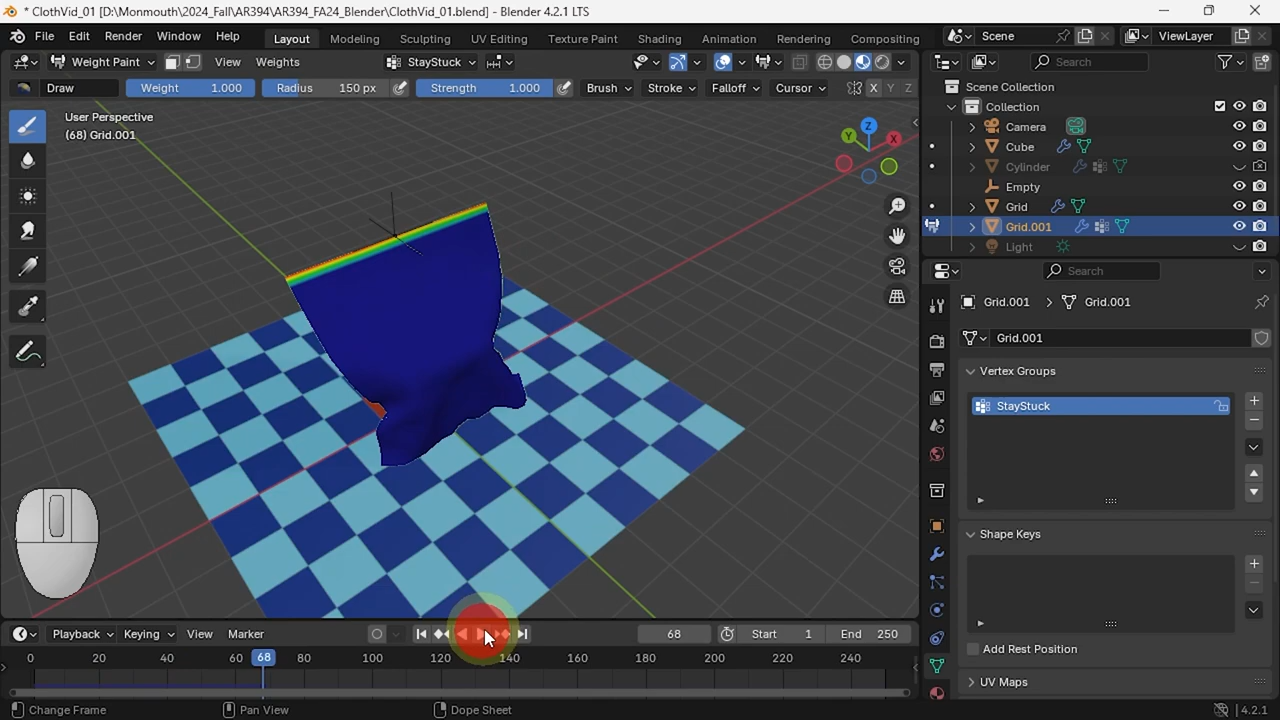 * ClothVid_01 [D:\Monmouth\2024_Fall\AR394\AR394_FA24_Blender\ClothVid_01.blend] - Blender 4.2.1 LTS
File Edit Render Window Help Layout Modeling Sculpting UV Editing Texture Paint Shading Animation Rendering Compositing Scene ViewLayer
Weight Paint View Weights StayStuck Search
Draw Weight 1.000 Radius 150 px Strength 1.000 Brush Stroke Falloff Cursor X Y Z
Scene Collection
Collection
User Perspective
(68) Grid.001
Z
Y
X
Camera
Cube
Cylinder
Empty
Grid
Grid.001
Light
Search
Grid.001 > Grid.001
Grid.001
Vertex Groups
StayStuck
Shape Keys
Add Rest Position
UV Maps
Playback Keying View Marker 68 Start 1 End 250
0 20 40 60 68 80 100 120 140 160 180 200 220 240
Change Frame Pan View Dope Sheet 4.2.1